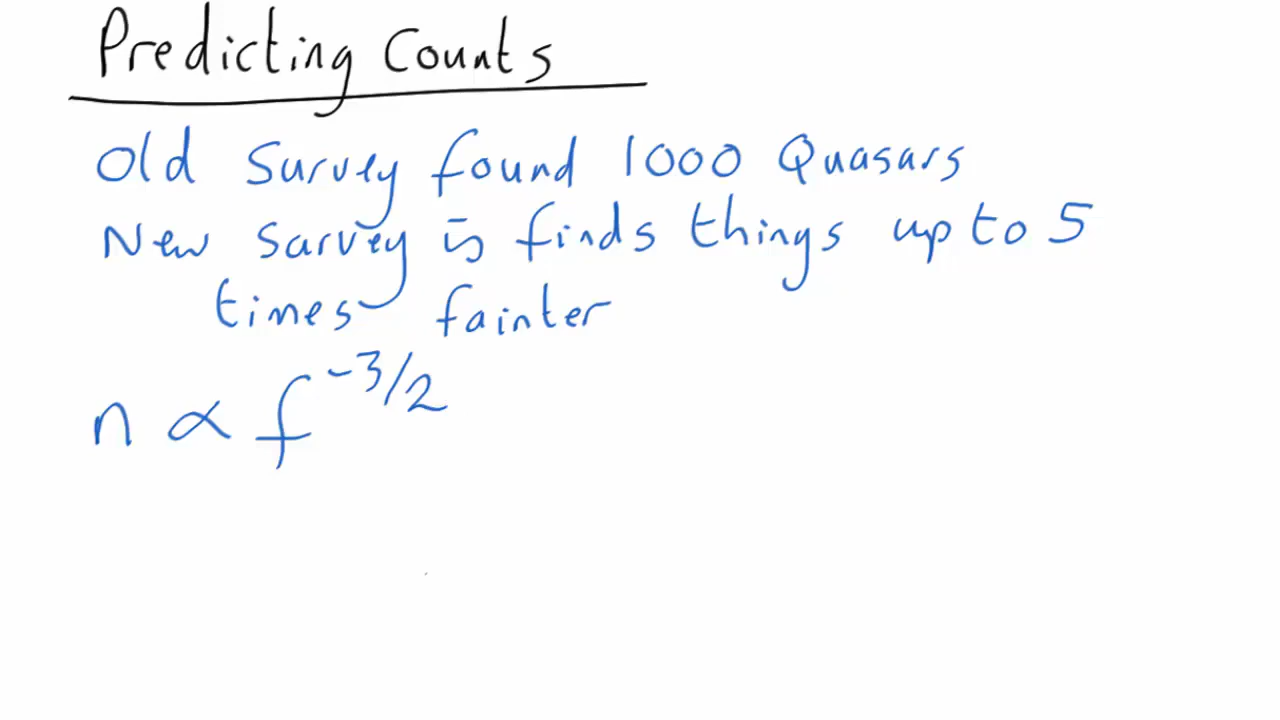 Predicting Counts
Old Survey found 1000 Quasars
New survey is finds things up to 5
times fainter
n ∝ f^{-3/2}